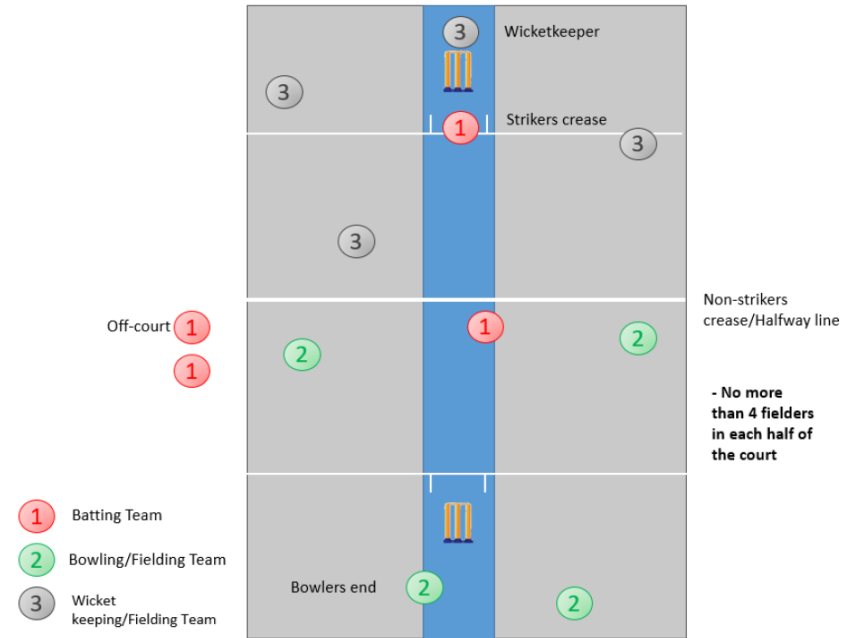 3
Wicketkeeper
3
1
Strikers crease
3
3
Non-strikers
crease/Halfway line
Off-court
1
1
2
2
1
- No more
than 4 fielders
in each half of
the court
1
Batting Team
2
Bowling/Fielding Team
Bowlers end
2
2
3
Wicket
keeping/Fielding Team